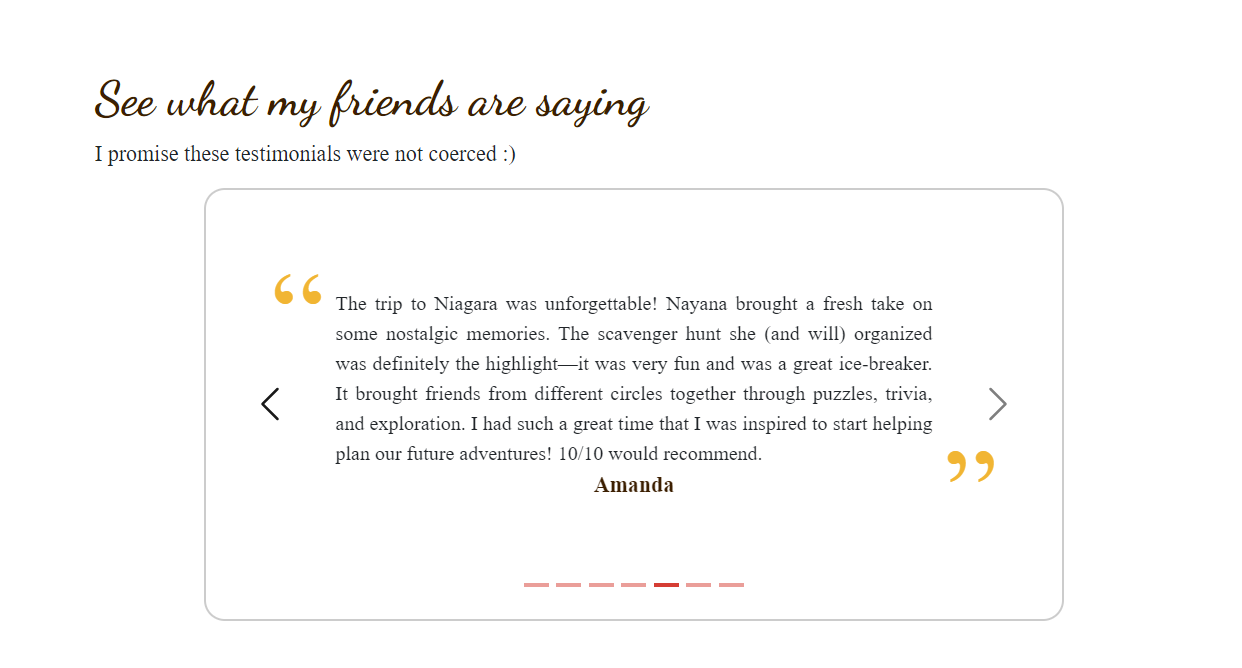 See what my friends are saying
I promise these testimonials were not coerced :)
“
The trip to Niagara was unforgettable! Nayana brought a fresh take on
some nostalgic memories. The scavenger hunt she (and will) organized
was definitely the highlight—it was very fun and was a great ice-breaker.
It brought friends from different circles together through puzzles, trivia,
and exploration. I had such a great time that I was inspired to start helping
plan our future adventures! 10/10 would recommend.
”
Amanda